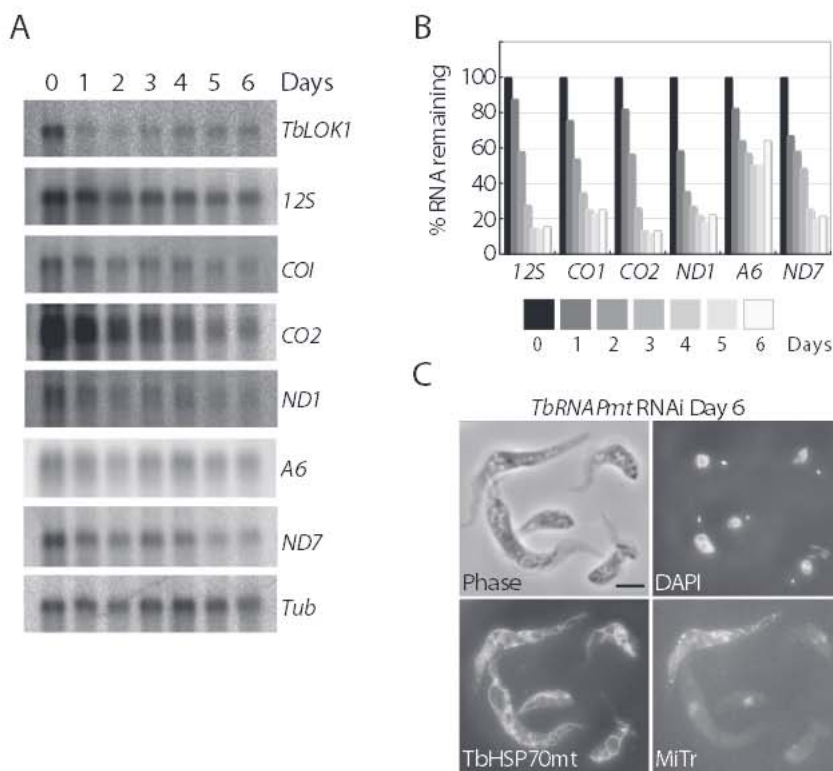 A
0 1 2 3 4 5 6 Days
TbLOK1
12S
CO1
CO2
ND1
A6
ND7
Tub
B
% RNA remaining
100
80
60
40
20
0
12S CO1 CO2 ND1 A6 ND7
0 1 2 3 4 5 6 Days
C
TbRNAPmt RNAi Day 6
Phase
DAPI
TbHSP70mt
MiTr